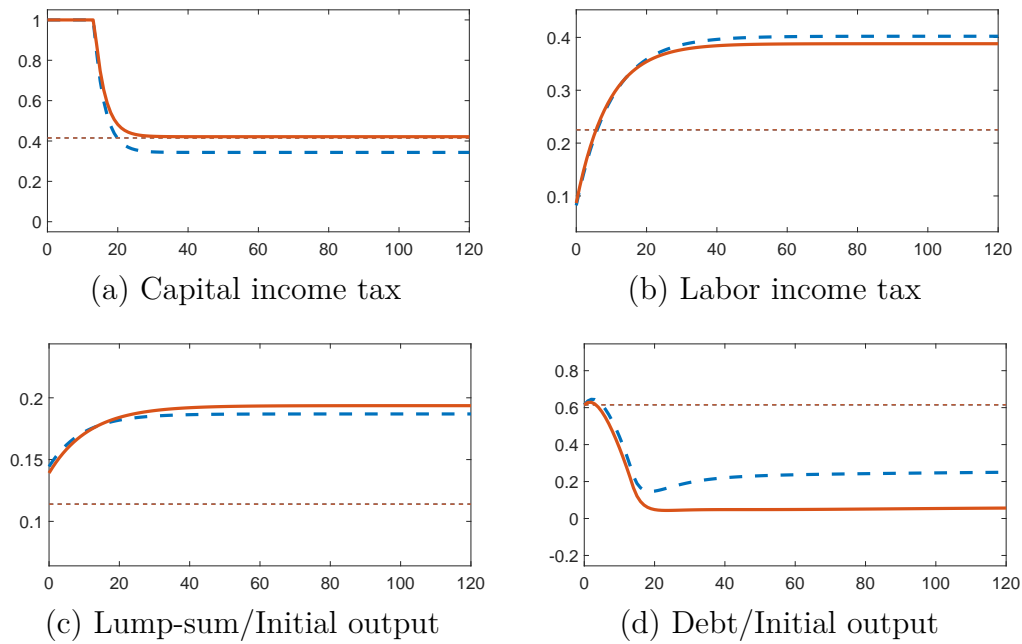 1
0.8
0.6
0.4
0.2
0
0 20 40 60 80 100 120
(a) Capital income tax
0.4
0.3
0.2
0.1
0 20 40 60 80 100 120
(b) Labor income tax
0.2
0.15
0.1
0 20 40 60 80 100 120
(c) Lump-sum/Initial output
0.8
0.6
0.4
0.2
0
-0.2
0 20 40 60 80 100 120
(d) Debt/Initial output